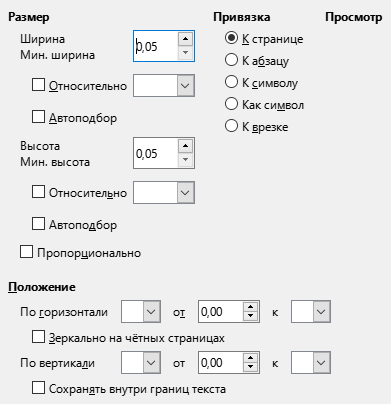 Размер Привязка Просмотр
Ширина
Мин. ширина 0,05
К странице
Относительно
К абзацу
К символу
Автоподбор
Как символ
К врезке
Высота
Мин. высота 0,05
Относительно
Автоподбор
Пропорционально
Положение
По горизонтали от 0,00 к
Зеркально на чётных страницах
По вертикали от 0,00 к
Сохранять внутри границ текста